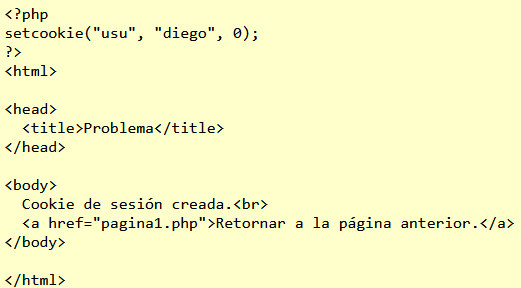 <?php
setcookie("usu", "diego", 0);
?>
<html>
<head>
<title>Problema</title>
</head>
<body>
Cookie de sesión creada.<br>
<a href="pagina1.php">Retornar a la página anterior.</a>
</body>
</html>